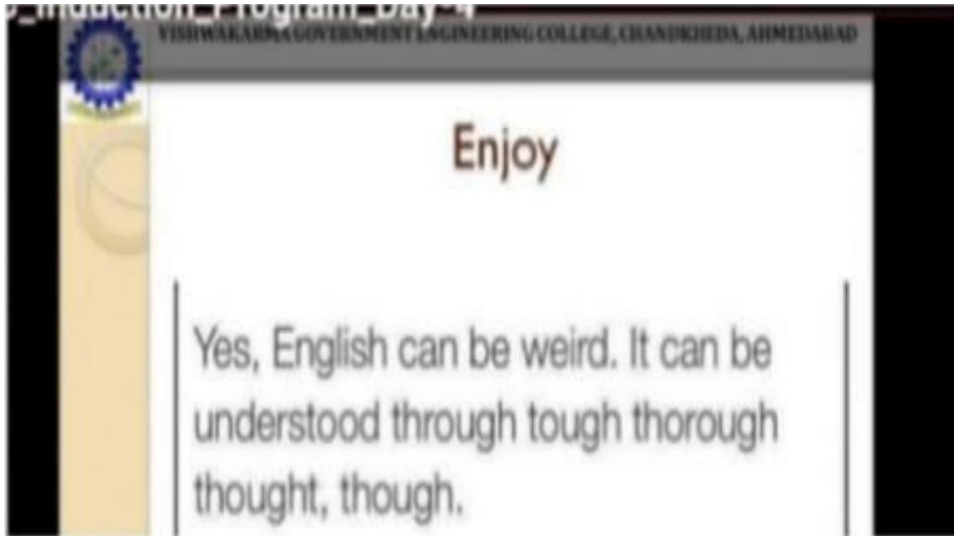 Induction_Program_Day-4
VISHWAKARMA GOVERNMENT ENGINEERING COLLEGE, CHANDKHEDA, AHMEDABAD
Enjoy
Yes, English can be weird. It can be
understood through tough thorough
thought, though.